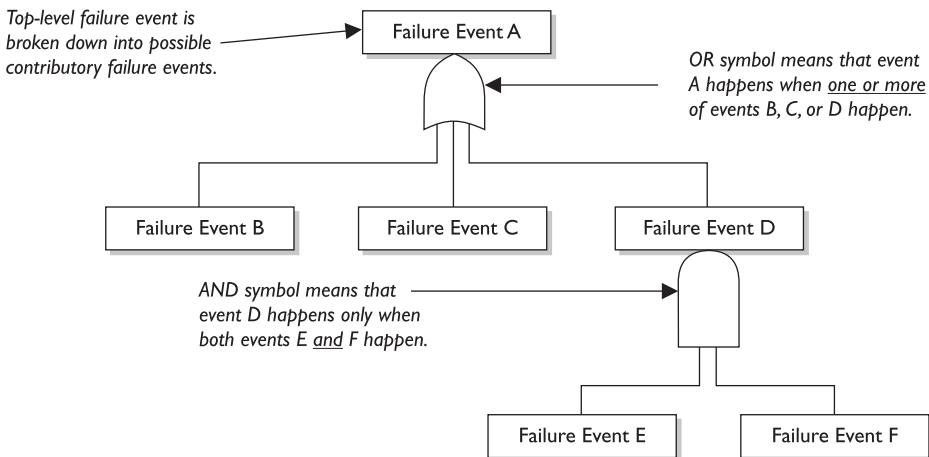 Top-level failure event is
broken down into possible
contributory failure events.
Failure Event A
OR symbol means that event
A happens when one or more
of events B, C, or D happen.
Failure Event B
Failure Event C
Failure Event D
AND symbol means that
event D happens only when
both events E and F happen.
Failure Event E
Failure Event F